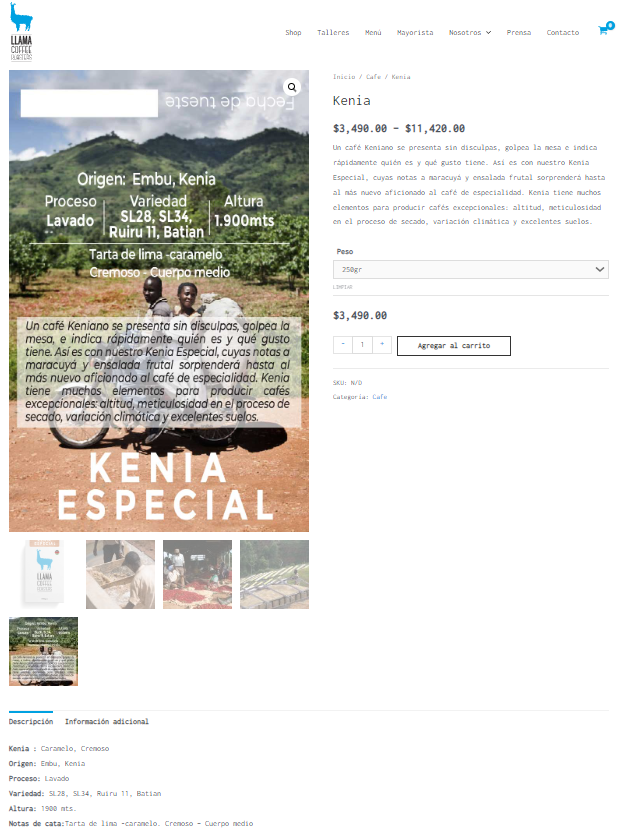 LLAMA
COFFEE
ROASTERS
Shop Talleres Menú Mayorista Nosotros Prensa Contacto
0
Fecha de tueste
Origen: Embu, Kenia
Proceso Variedad Altura
Lavado SL28, SL34, 1.900mts
Ruiru 11, Batian
Tarta de lima -caramelo
Cremoso - Cuerpo medio
Un café Keniano se presenta sin disculpas, golpea la
mesa, e indica rápidamente quién es y qué gusto
tiene. Así es con nuestro Kenia Especial, cuyas notas a
maracuyá y ensalada frutal sorprenderá hasta al
más nuevo aficionado al café de especialidad. Kenia
tiene muchos elementos para producir cafés
excepcionales: altitud, meticulosidad en el proceso de
secado, variación climática y excelentes suelos.
KENIA
ESPECIAL
Inicio / Cafe / Kenia
Kenia
$3,490.00 – $11,420.00
Un café Keniano se presenta sin disculpas, golpea la mesa e indica
rápidamente quién es y qué gusto tiene. Así es con nuestro Kenia
Especial, cuyas notas a maracuyá y ensalada frutal sorprenderá hasta
al más nuevo aficionado al café de especialidad. Kenia tiene muchos
elementos para producir cafés excepcionales: altitud, meticulosidad
en el proceso de secado, variación climática y excelentes suelos.
Peso
250gr
LIMPIAR
$3,490.00
- 1 + Agregar al carrito
SKU: N/D
Categoría: Cafe
LLAMA
COFFEE
Descripción Información adicional
Kenia : Caramelo, Cremoso
Origen: Embu, Kenia
Proceso: Lavado
Variedad: SL28, SL34, Ruiru 11, Batian
Altura: 1900 mts.
Notas de cata:Tarta de lima -caramelo. Cremoso – Cuerpo medio